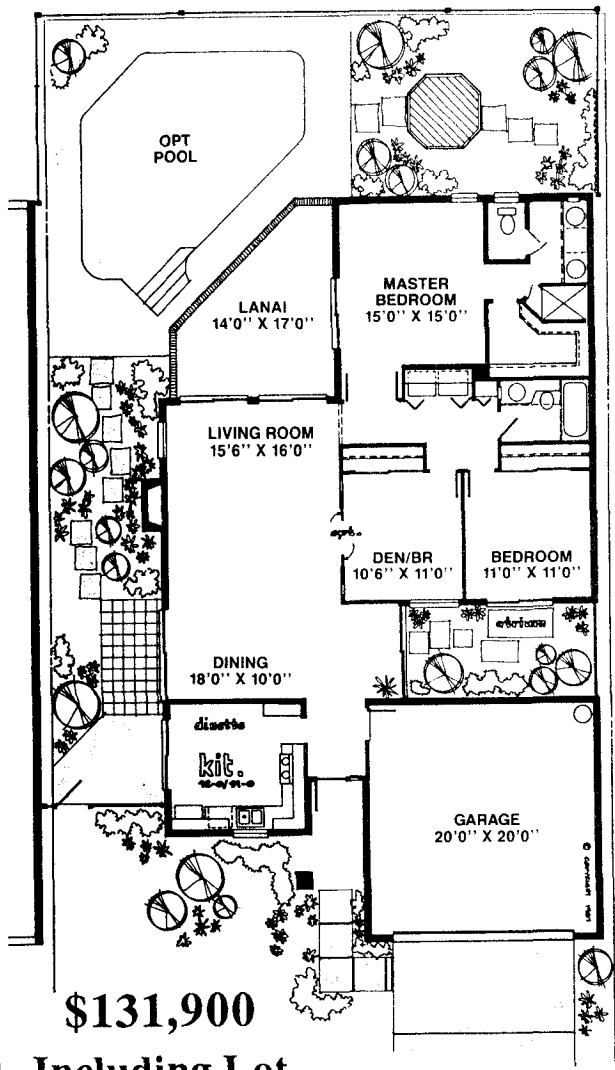 OPT
POOL
LANAI
14'0'' X 17'0''
MASTER
BEDROOM
15'0'' X 15'0''
LIVING ROOM
15'6'' X 16'0''
opt.
DEN/BR
10'6'' X 11'0''
BEDROOM
11'0'' X 11'0''
atrium
DINING
18'0'' X 10'0''
dinette
kit.
GARAGE
20'0'' X 20'0''
$131,900
Including Lot